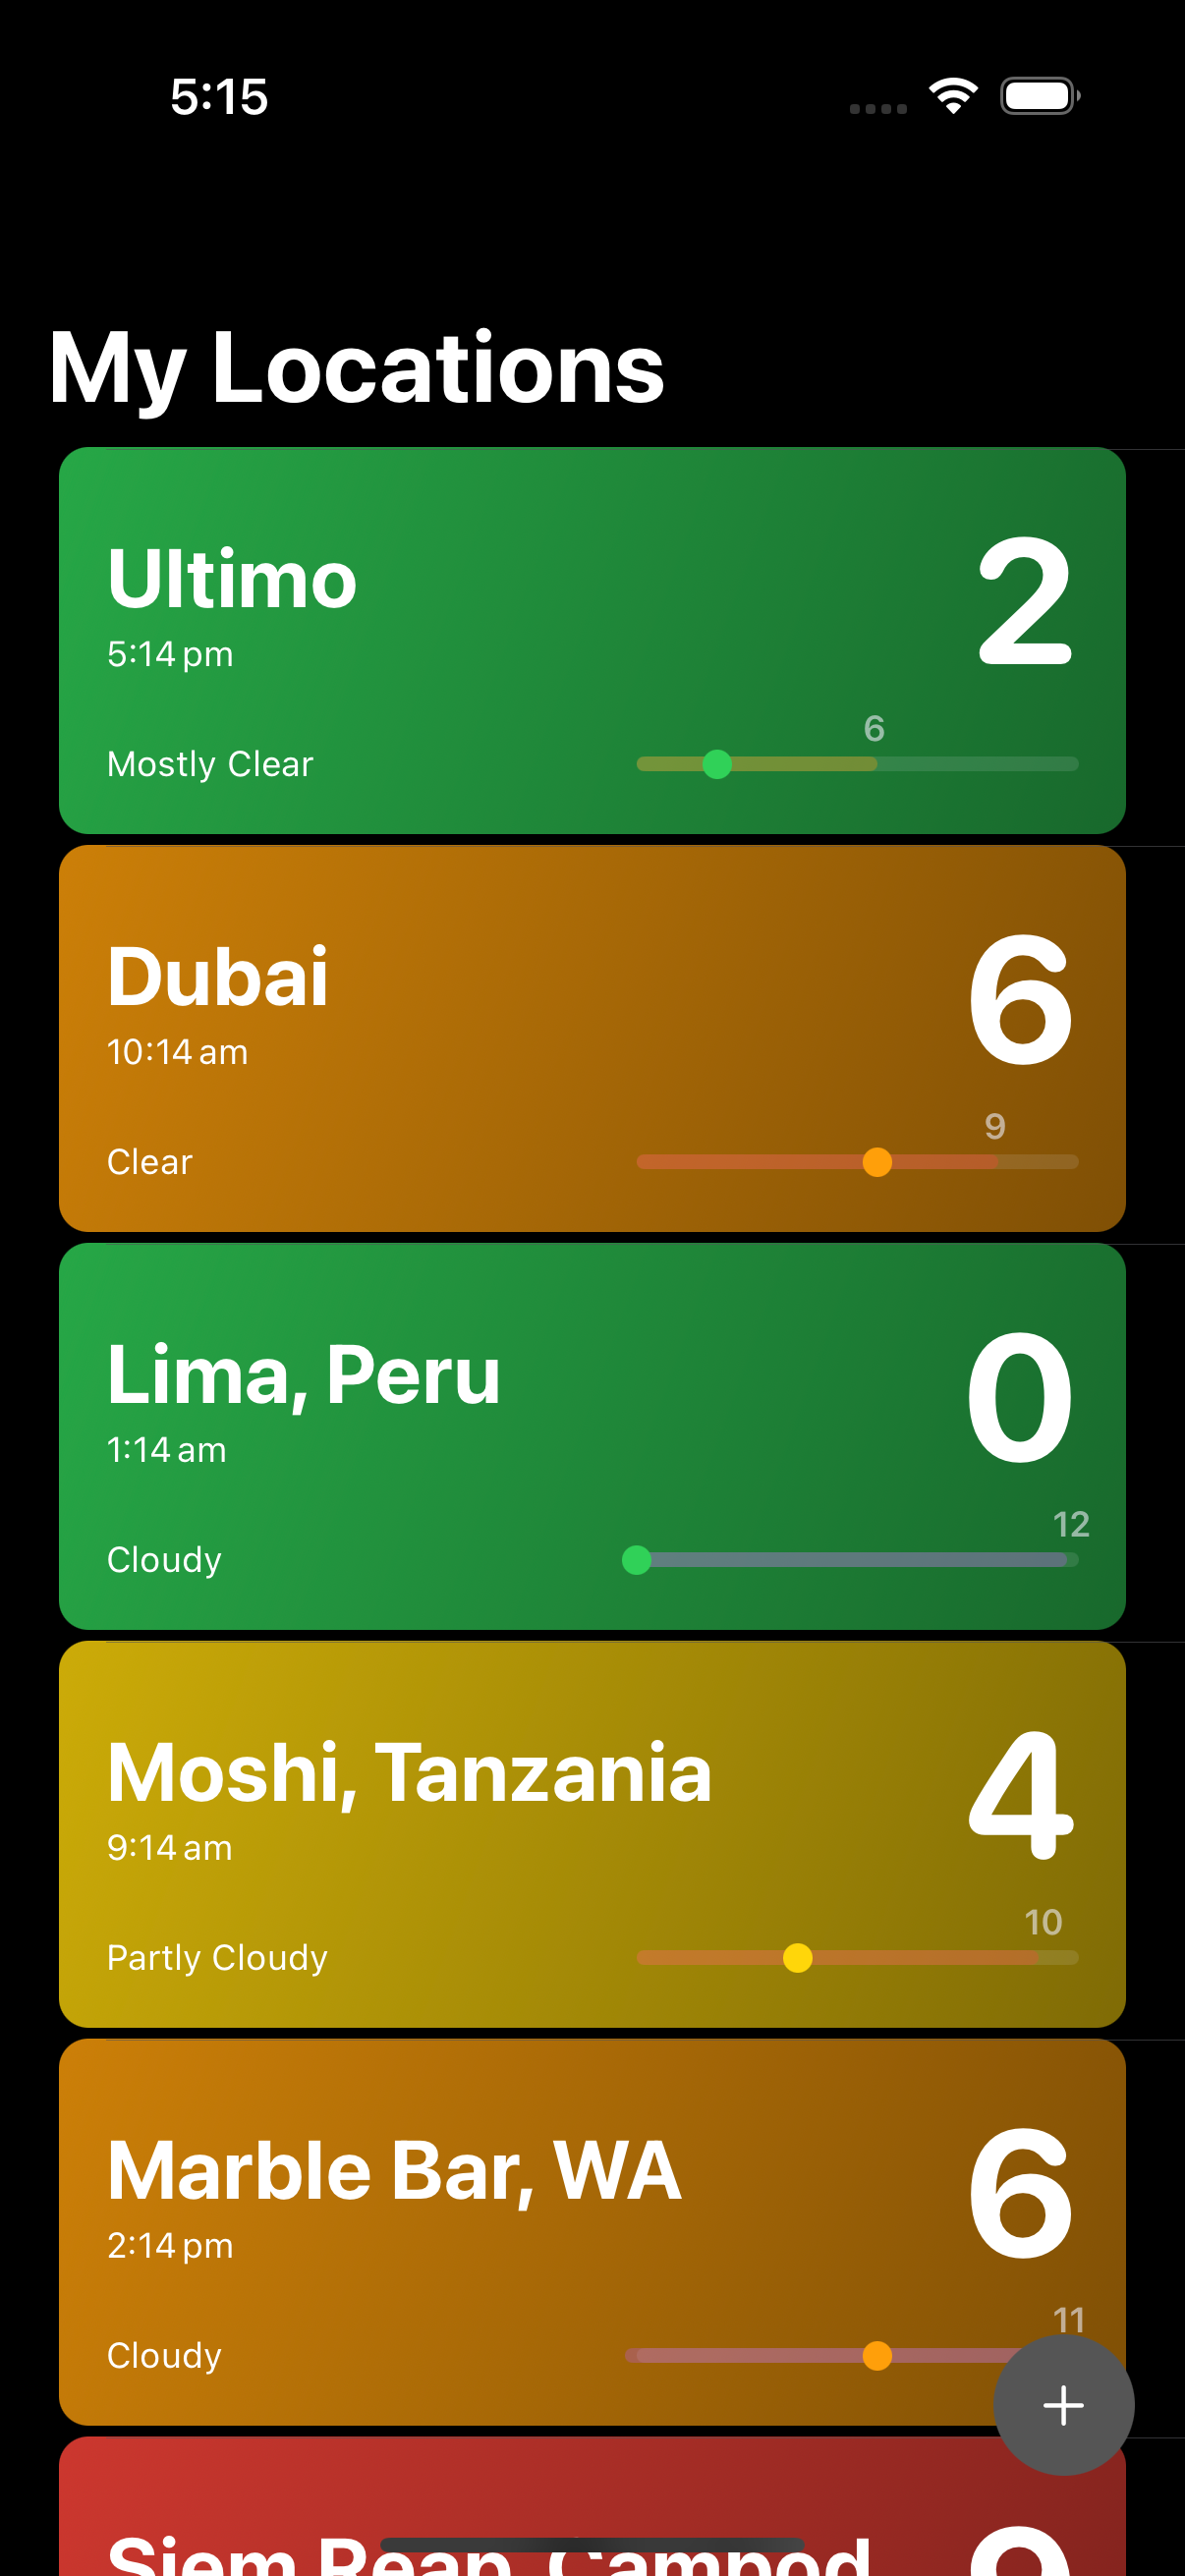 5:15
My Locations
Ultimo
2
5:14 pm
6
Mostly Clear
Dubai
6
10:14 am
9
Clear
Lima, Peru
0
1:14 am
12
Cloudy
Moshi, Tanzania
4
9:14 am
10
Partly Cloudy
Marble Bar, WA
6
2:14 pm
11
Cloudy
Siem Reap,